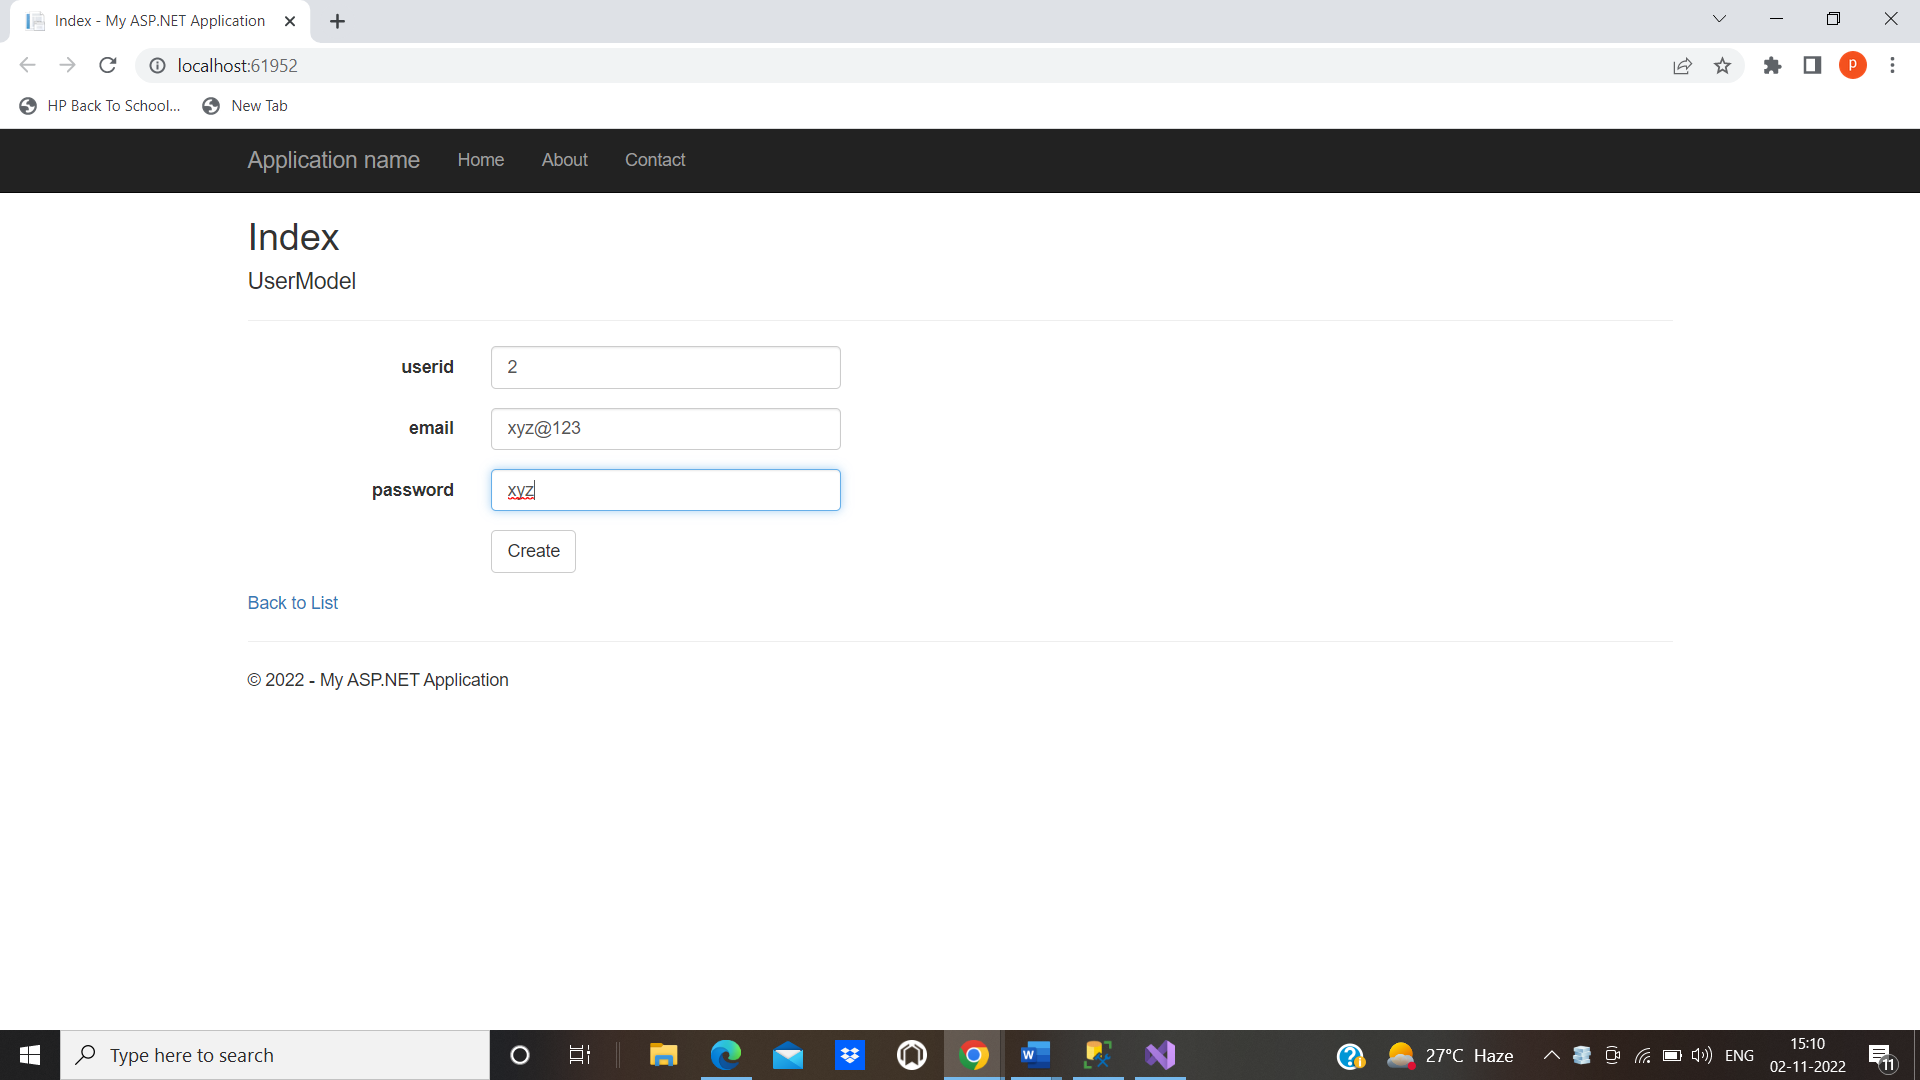 Index - My ASP.NET Application
localhost:61952
P
HP Back To School...
New Tab
Application name
Home
About
Contact
Index
UserModel
userid
2
email
xyz@123
password
xyz
Create
Back to List
© 2022 - My ASP.NET Application
Type here to search
W
27°C Haze
ENG
15:10
02-11-2022
11